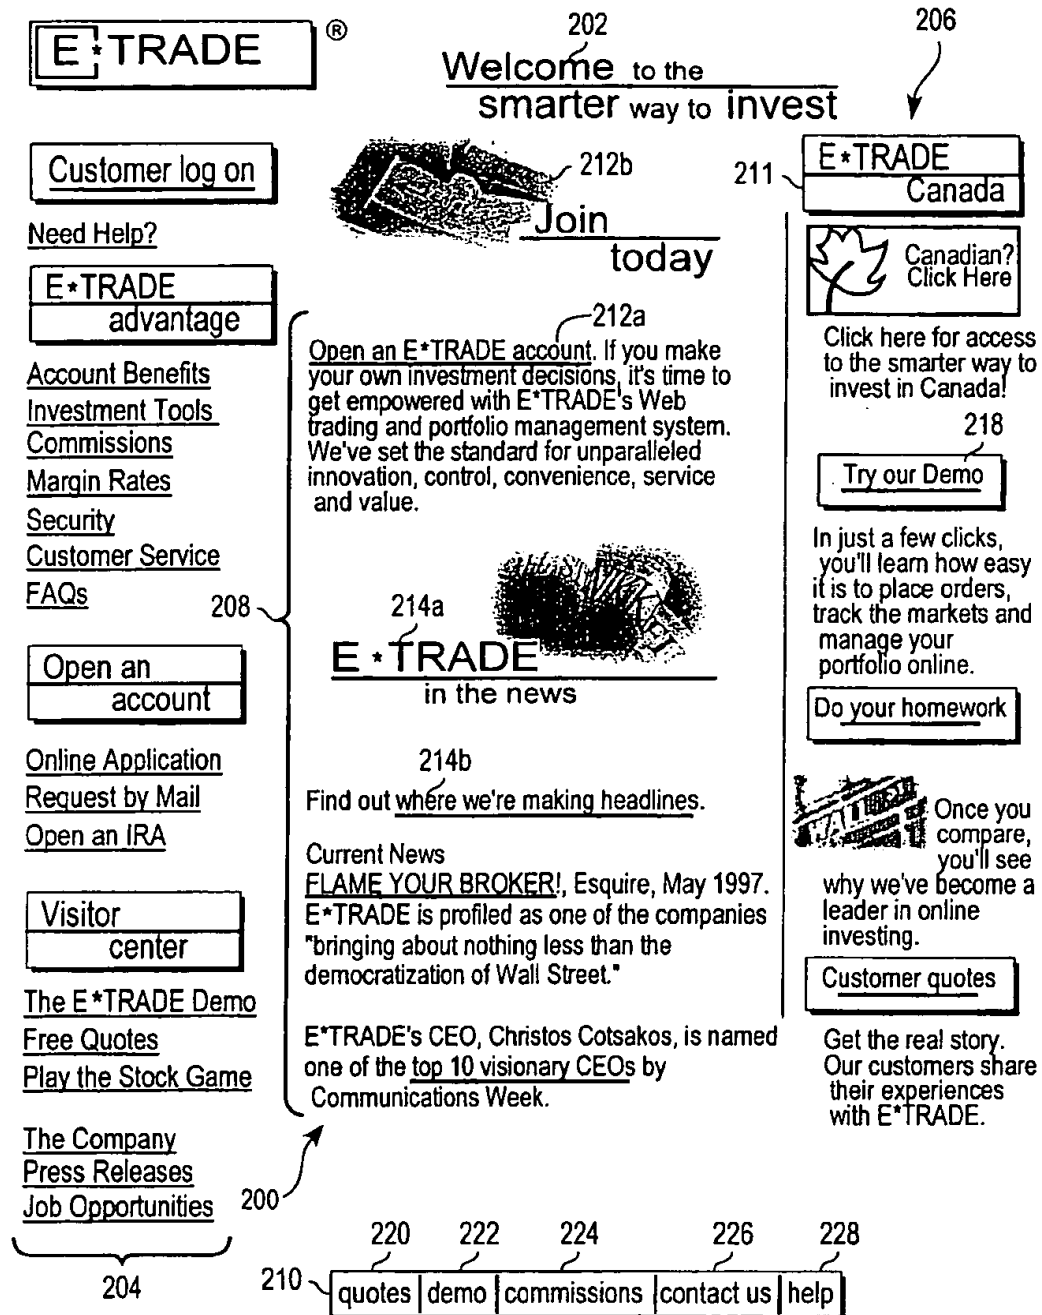 E*TRADE ®
202
206
Welcome to the
smarter way to invest
Customer log on
Need Help?
E*TRADE
advantage
Account Benefits
Investment Tools
Commissions
Margin Rates
Security
Customer Service
FAQs
Open an
account
Online Application
Request by Mail
Open an IRA
Visitor
center
The E*TRADE Demo
Free Quotes
Play the Stock Game
The Company
Press Releases
Job Opportunities
204
212b
Join
today
208
212a
Open an E*TRADE account. If you make
your own investment decisions, it's time to
get empowered with E*TRADE's Web
trading and portfolio management system.
We've set the standard for unparalleled
innovation, control, convenience, service
and value.
214a
E*TRADE
in the news
214b
Find out where we're making headlines.
Current News
FLAME YOUR BROKER!, Esquire, May 1997.
E*TRADE is profiled as one of the companies
"bringing about nothing less than the
democratization of Wall Street."
E*TRADE's CEO, Christos Cotsakos, is named
one of the top 10 visionary CEOs by
Communications Week.
200
211
E*TRADE
Canada
Canadian?
Click Here
Click here for access
to the smarter way to
invest in Canada!
218
Try our Demo
In just a few clicks,
you'll learn how easy
it is to place orders,
track the markets and
manage your
portfolio online.
Do your homework
Once you
compare,
you'll see
why we've become a
leader in online
investing.
Customer quotes
Get the real story.
Our customers share
their experiences
with E*TRADE.
220 222 224 226 228
210 quotes demo commissions contact us help